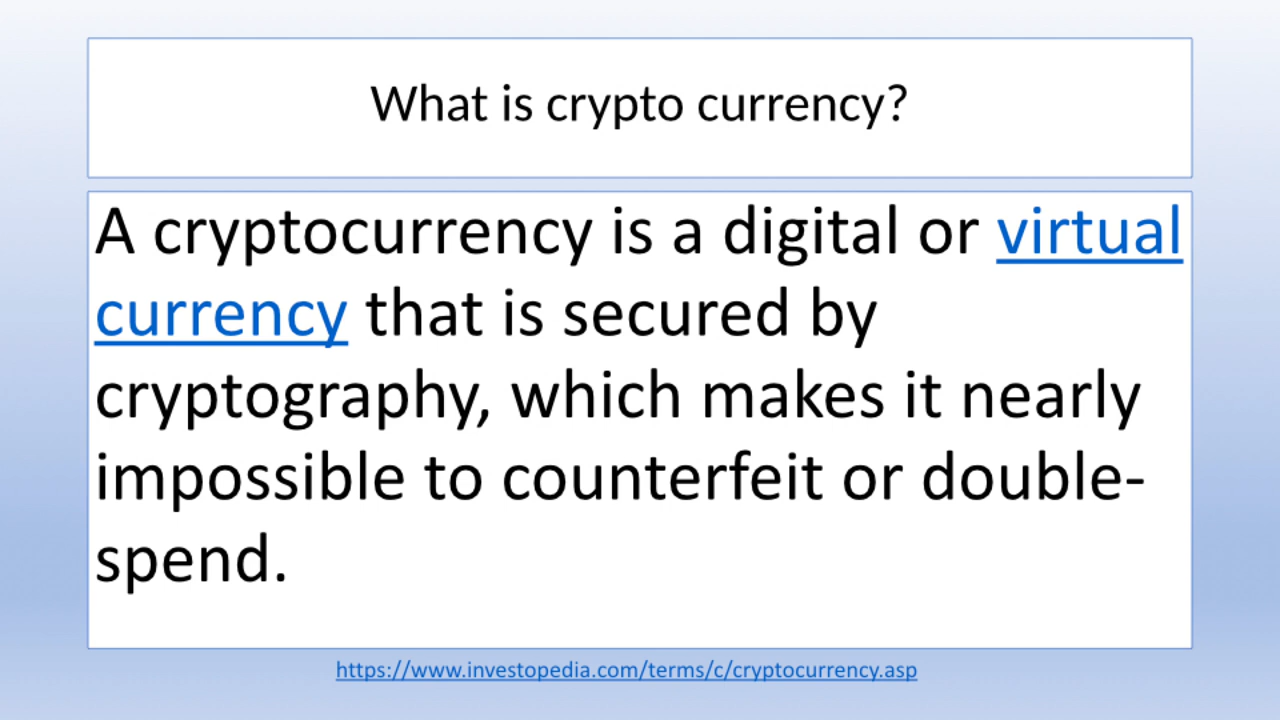 What is crypto currency?
A cryptocurrency is a digital or virtual
currency that is secured by
cryptography, which makes it nearly
impossible to counterfeit or double-
spend.
https://www.investopedia.com/terms/c/cryptocurrency.asp